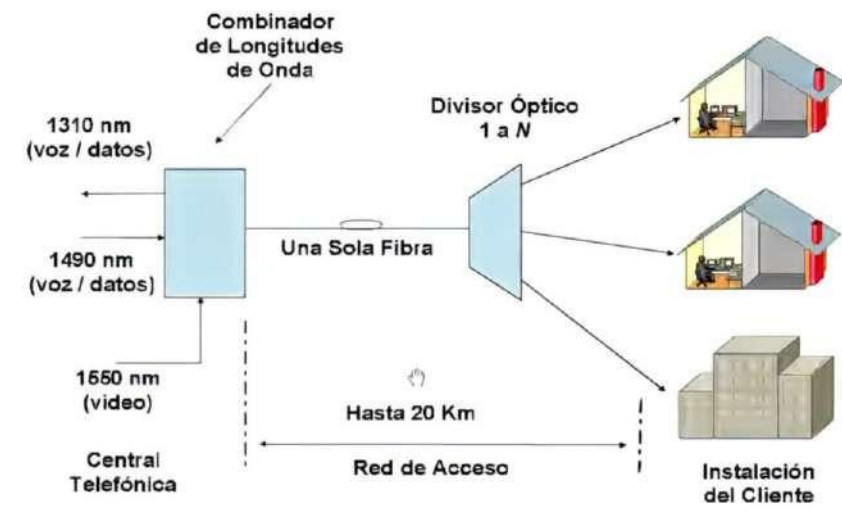 Combinador
de Longitudes
de Onda
1310 nm
(voz / datos)
Divisor Óptico
1 a N
1490 nm
(voz / datos)
Una Sola Fibra
1550 nm
(video)
Hasta 20 Km
Central
Telefónica
Red de Acceso
Instalación
del Cliente